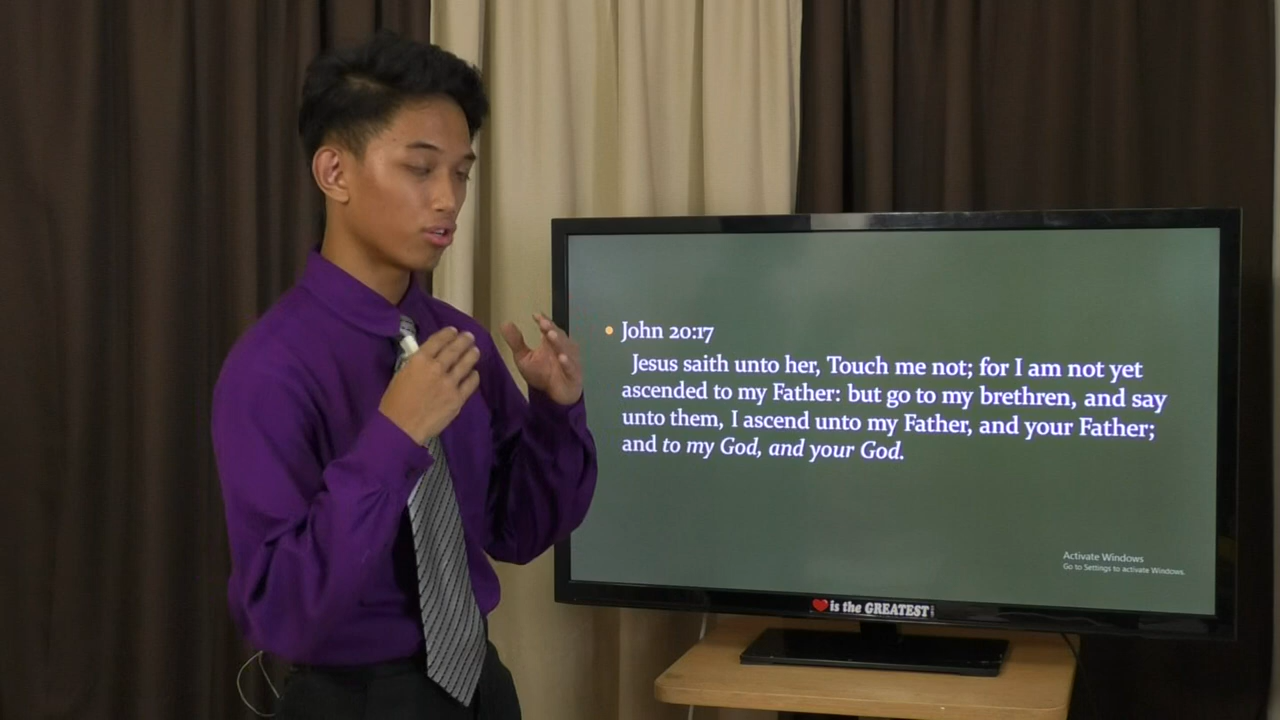 John 20:17
Jesus saith unto her, Touch me not; for I am not yet
ascended to my Father: but go to my brethren, and say
unto them, I ascend unto my Father, and your Father;
and to my God, and your God.
Activate Windows
Go to Settings to activate Windows.
is the GREATEST!